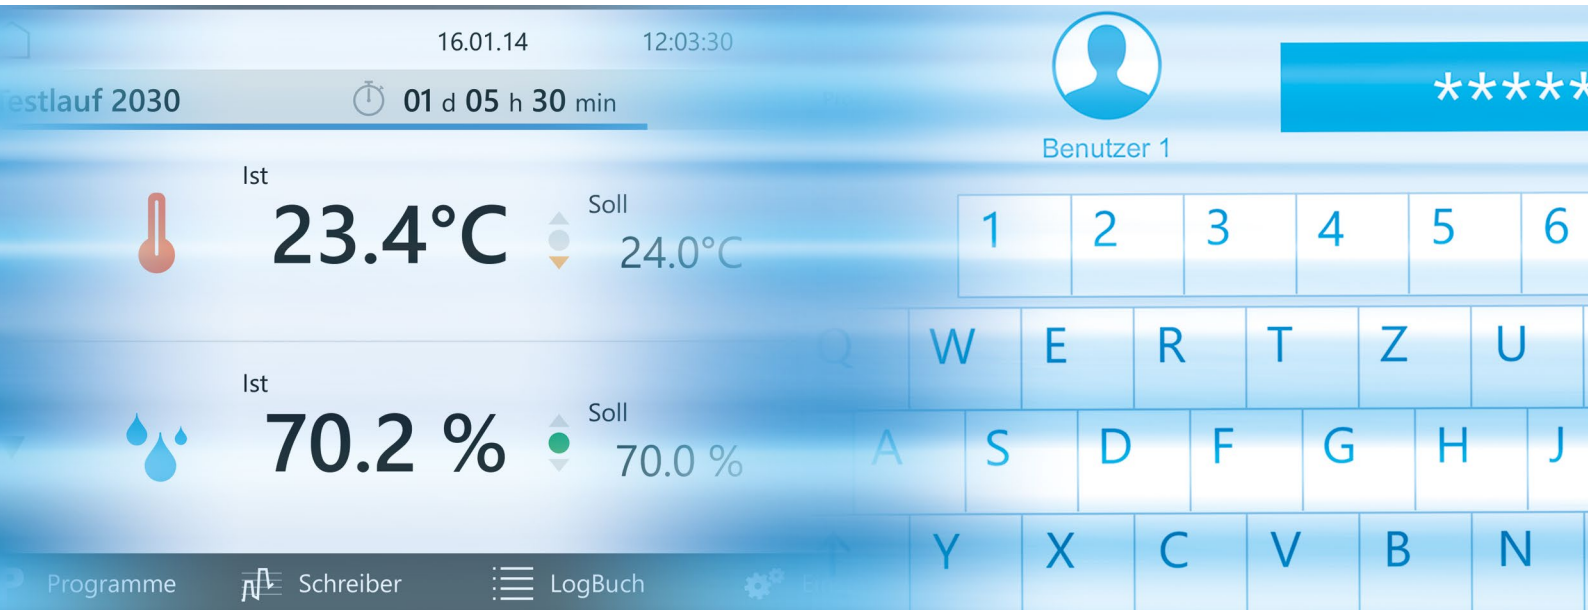 16.01.14 12:03:30
Testlauf 2030 01 d 05 h 30 min
Ist
23.4°C
Soll
24.0°C
Ist
70.2 %
Soll
70.0 %
Programme Schreiber LogBuch
*****
Benutzer 1
1 2 3 4 5 6
Q W E R T Z U
A S D F G H J
Y X C V B N